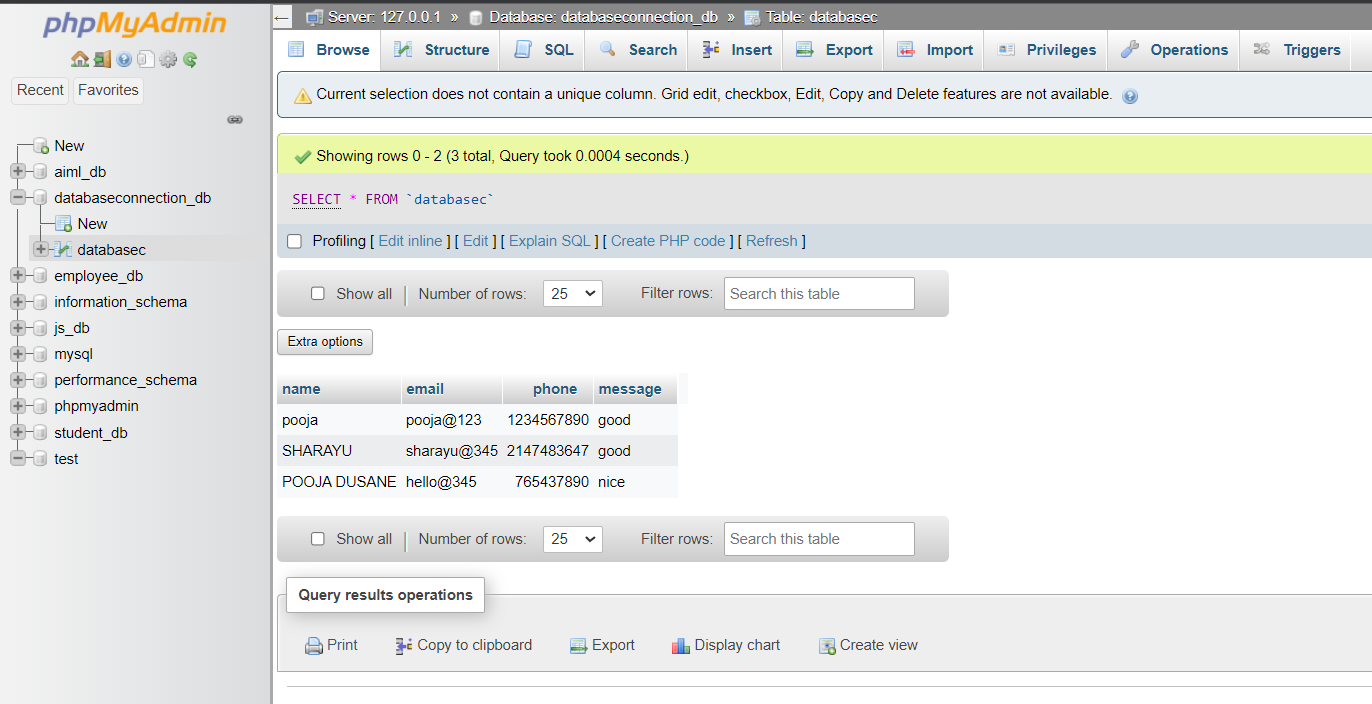 phpMyAdmin
Recent Favorites
New
aiml_db
databaseconnection_db
New
databasec
employee_db
information_schema
js_db
mysql
performance_schema
phpmyadmin
student_db
test
Server: 127.0.0.1 » Database: databaseconnection_db » Table: databasec
Browse Structure SQL Search Insert Export Import Privileges Operations Triggers
Current selection does not contain a unique column. Grid edit, checkbox, Edit, Copy and Delete features are not available.
Showing rows 0 - 2 (3 total, Query took 0.0004 seconds.)
SELECT * FROM `databasec`
Profiling [ Edit inline ] [ Edit ] [ Explain SQL ] [ Create PHP code ] [ Refresh ]
Show all | Number of rows: 25 Filter rows: Search this table
Extra options
name email phone message
pooja pooja@123 1234567890 good
SHARAYU sharayu@345 2147483647 good
POOJA DUSANE hello@345 765437890 nice
Show all | Number of rows: 25 Filter rows: Search this table
Query results operations
Print Copy to clipboard Export Display chart Create view